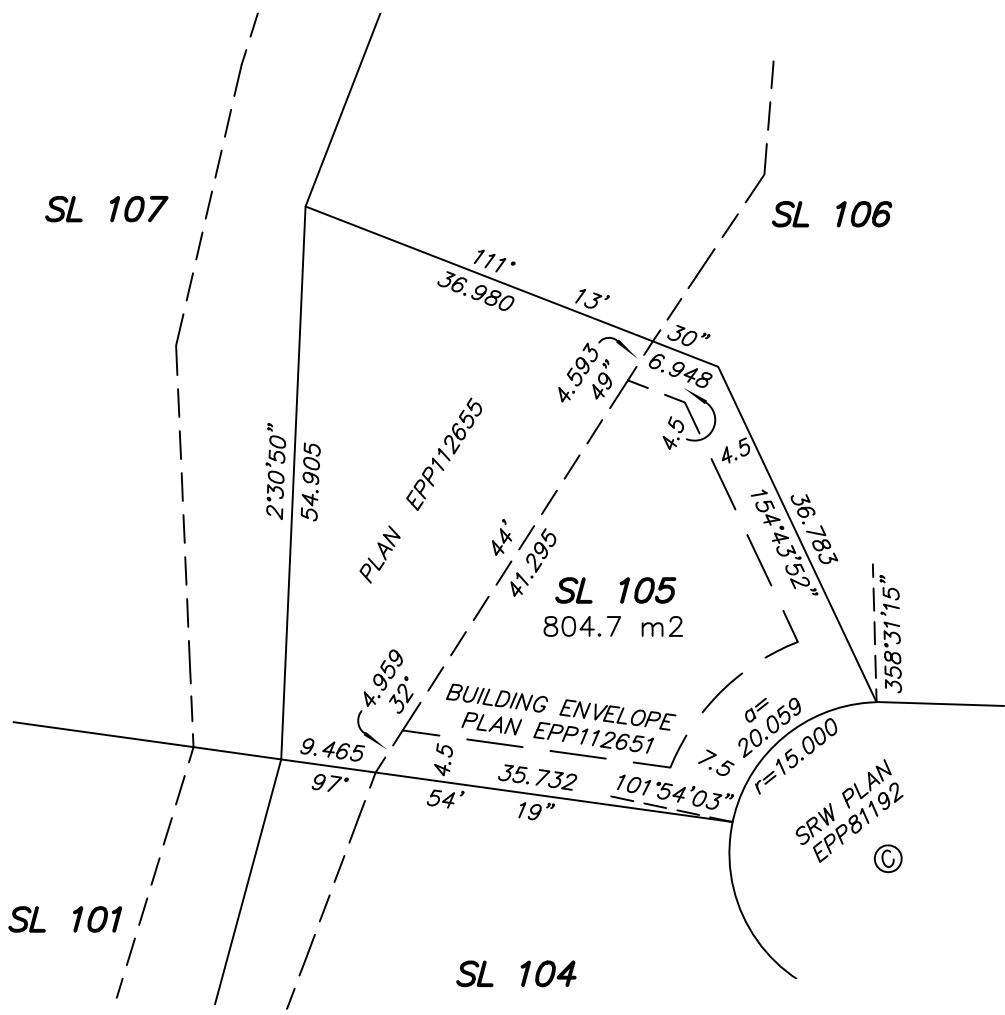 SL 107
SL 106
111°
36.980
13'
30"
6.948
4.593
49"
4.5
4.5
2°30'50"
54.905
PLAN EPP112655
36.783
154°43'52"
44'
41.295
SL 105
804.7 m2
358°31'15"
4.959
32°
BUILDING ENVELOPE
PLAN EPP112651
a=
20.059
r=15.000
7.5
9.465
4.5
35.732
101°54'03"
97°
54'
19"
SRW PLAN
EPP81192
C
SL 101
SL 104